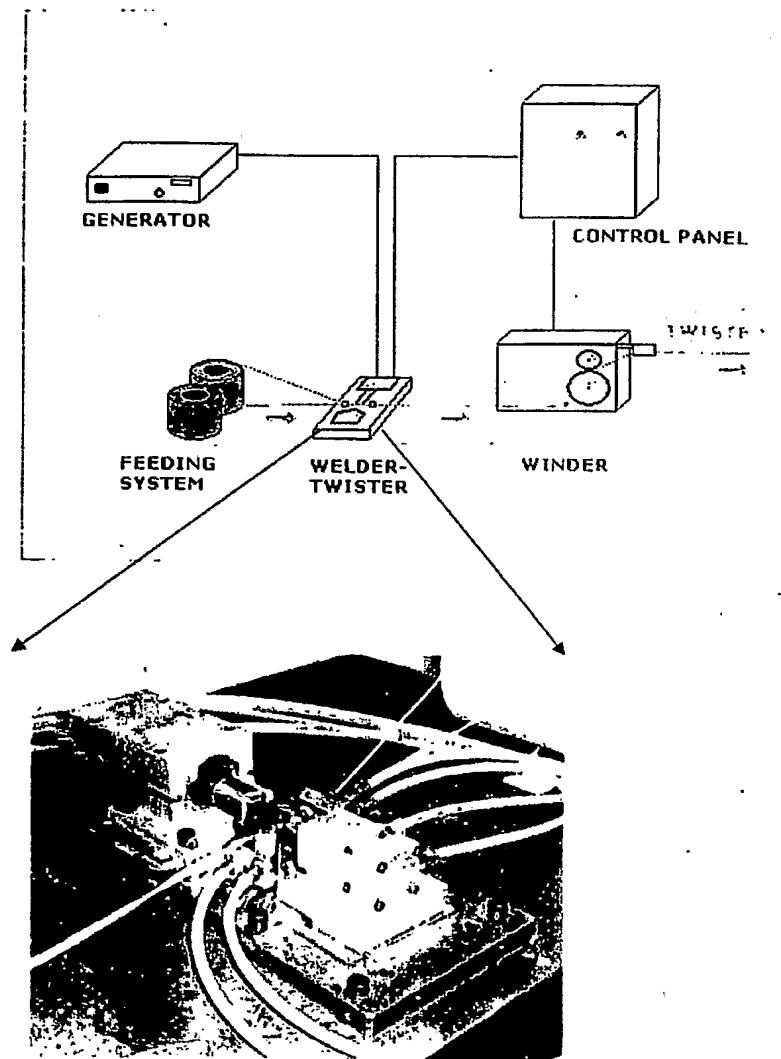 GENERATOR
CONTROL PANEL
FEEDING
SYSTEM
WELDER-
TWISTER
WINDER